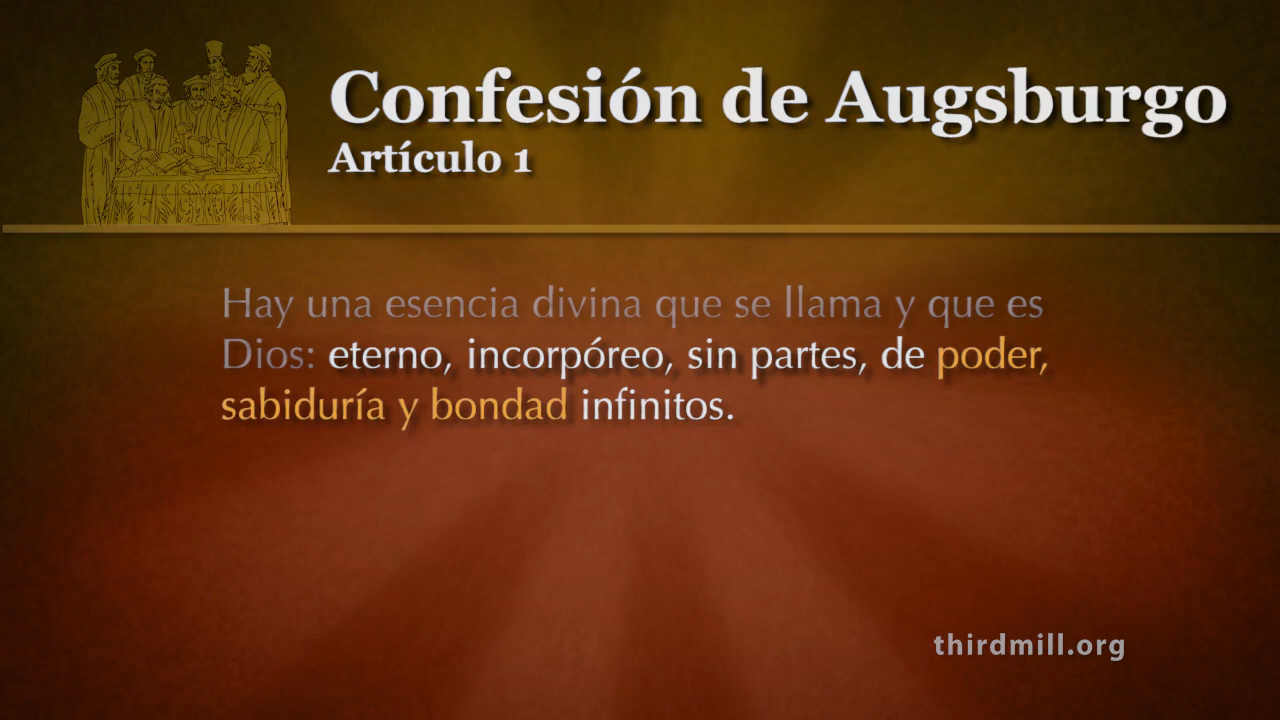 Confesión de Augsburgo
Artículo 1
Hay una esencia divina que se llama y que es
Dios: eterno, incorpóreo, sin partes, de poder,
sabiduría y bondad infinitos.
thirdmill.org